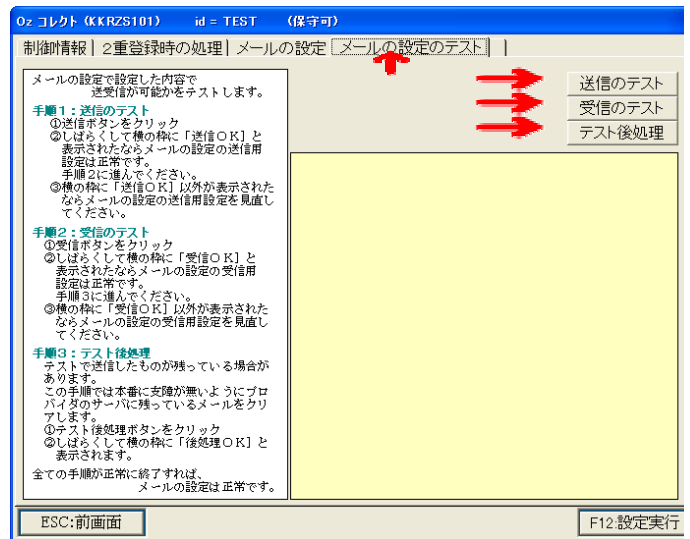 Oz コレクト (KKRZS101)　　id = TEST　　(保守可)
制御情報 | 2重登録時の処理 | メールの設定 | メールの設定のテスト |
メールの設定で設定した内容で
送受信が可能かをテストします。
手順1：送信のテスト
①送信ボタンをクリック
②しばらくして横の枠に「送信OK」と
表示されたならメールの設定の送信用
設定は正常です。
手順2に進んでください。
③横の枠に「送信OK」以外が表示された
ならメールの設定の送信用設定を見直し
てください。
手順2：受信のテスト
①受信ボタンをクリック
②しばらくして横の枠に「受信OK」と
表示されたならメールの設定の受信用
設定は正常です。
手順3に進んでください。
③横の枠に「受信OK」以外が表示された
ならメールの設定の受信用設定を見直し
てください。
手順3：テスト後処理
テストで送信したものが残っている場合が
あります。
この手順では本番に支障が無いようにプロ
バイダのサーバに残っているメールをクリ
アします。
①テスト後処理ボタンをクリック
②しばらくして横の枠に「後処理OK」と
表示されます。
全ての手順が正常に終了すれば、
メールの設定は正常です。
送信のテスト
受信のテスト
テスト後処理
ESC:前画面
F12:設定実行